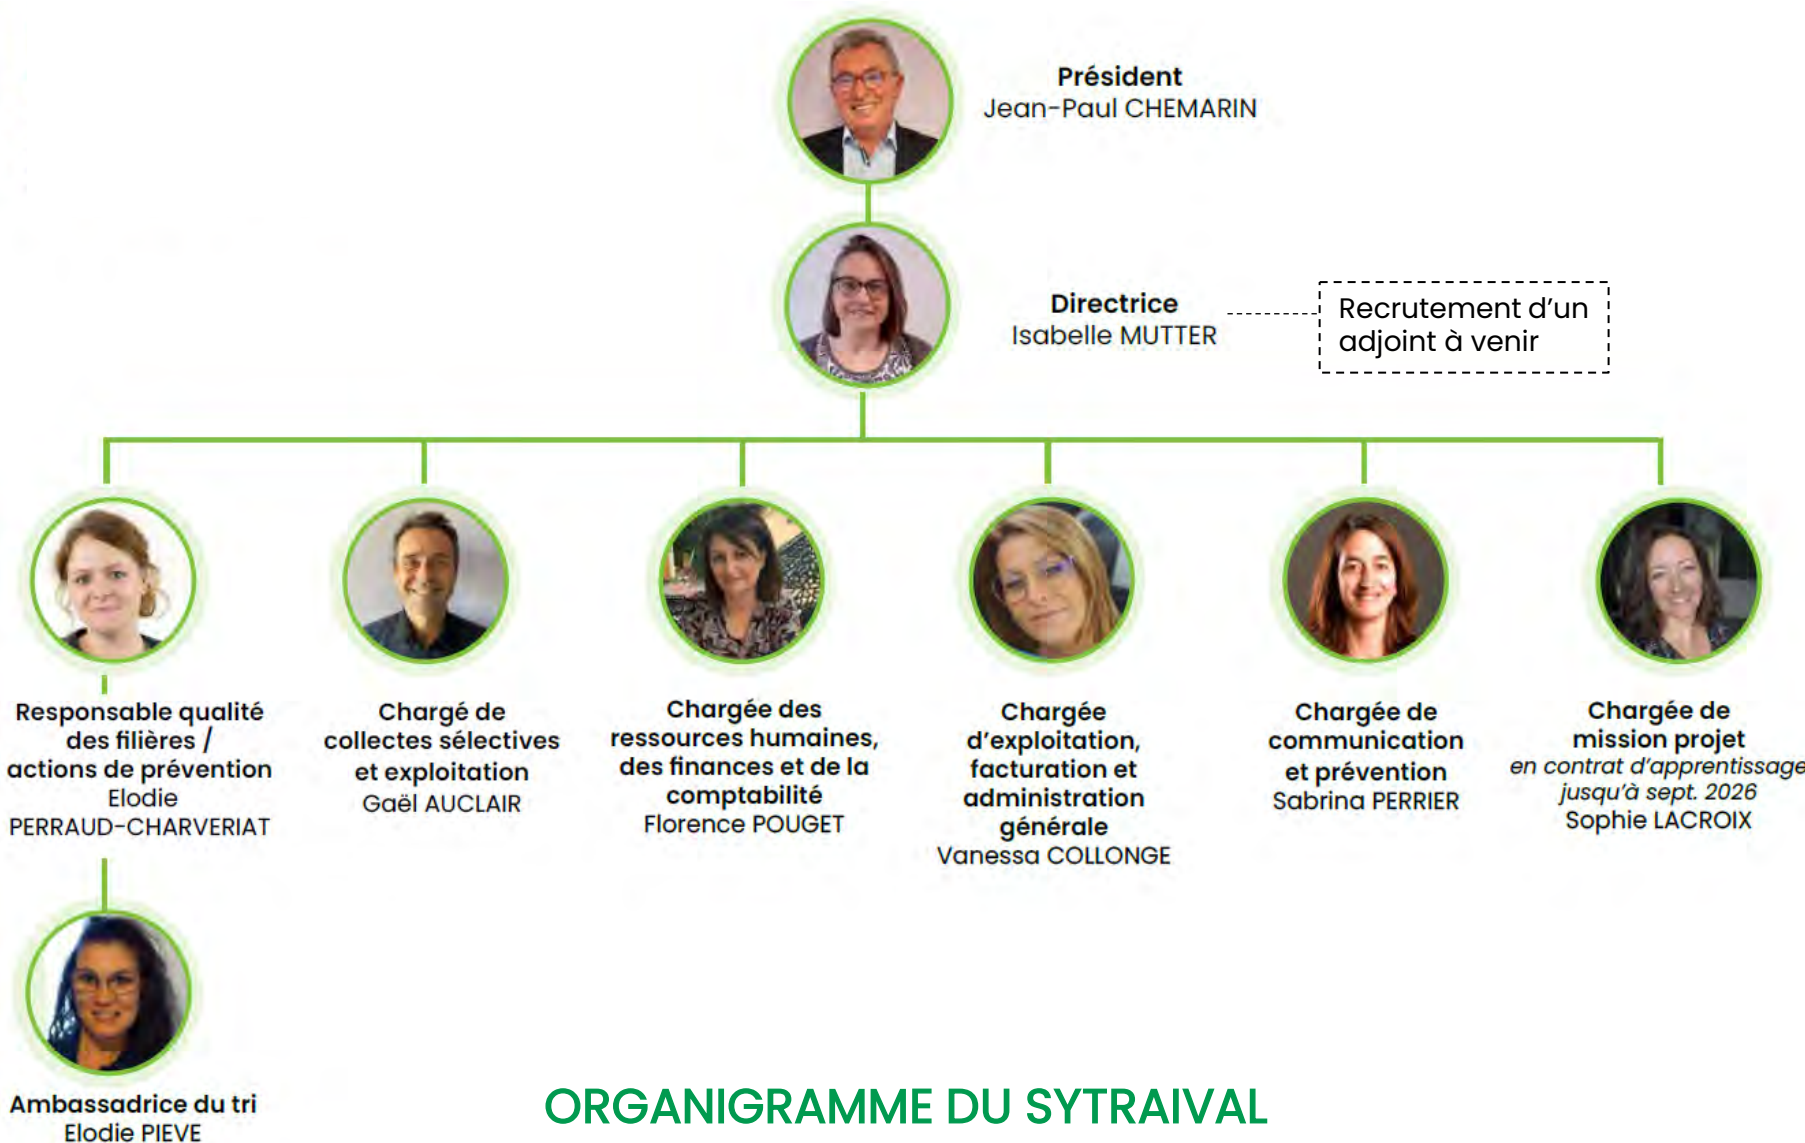 Président
Jean-Paul CHEMARIN
Directrice
Isabelle MUTTER
Recrutement d'un
adjoint à venir
Responsable qualité
des filières /
actions de prévention
Elodie
PERRAUD-CHARVERIAT
Chargé de
collectes sélectives
et exploitation
Gaël AUCLAIR
Chargée des
ressources humaines,
des finances et de la
comptabilité
Florence POUGET
Chargée
d'exploitation,
facturation et
administration
générale
Vanessa COLLONGE
Chargée de
communication
et prévention
Sabrina PERRIER
Chargée de
mission projet
en contrat d'apprentissage
jusqu'à sept. 2026
Sophie LACROIX
Ambassadrice du tri
Elodie PIEVE
ORGANIGRAMME DU SYTRAIVAL